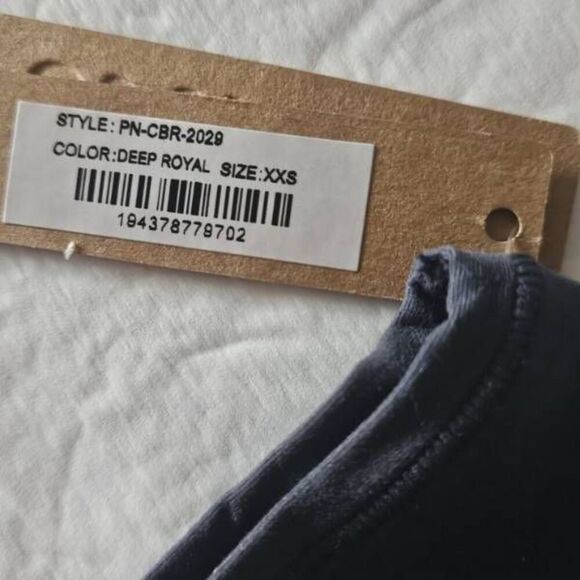 STYLE: PN-CBR-2029
COLOR:DEEP ROYAL SIZE:XXS
194378779702